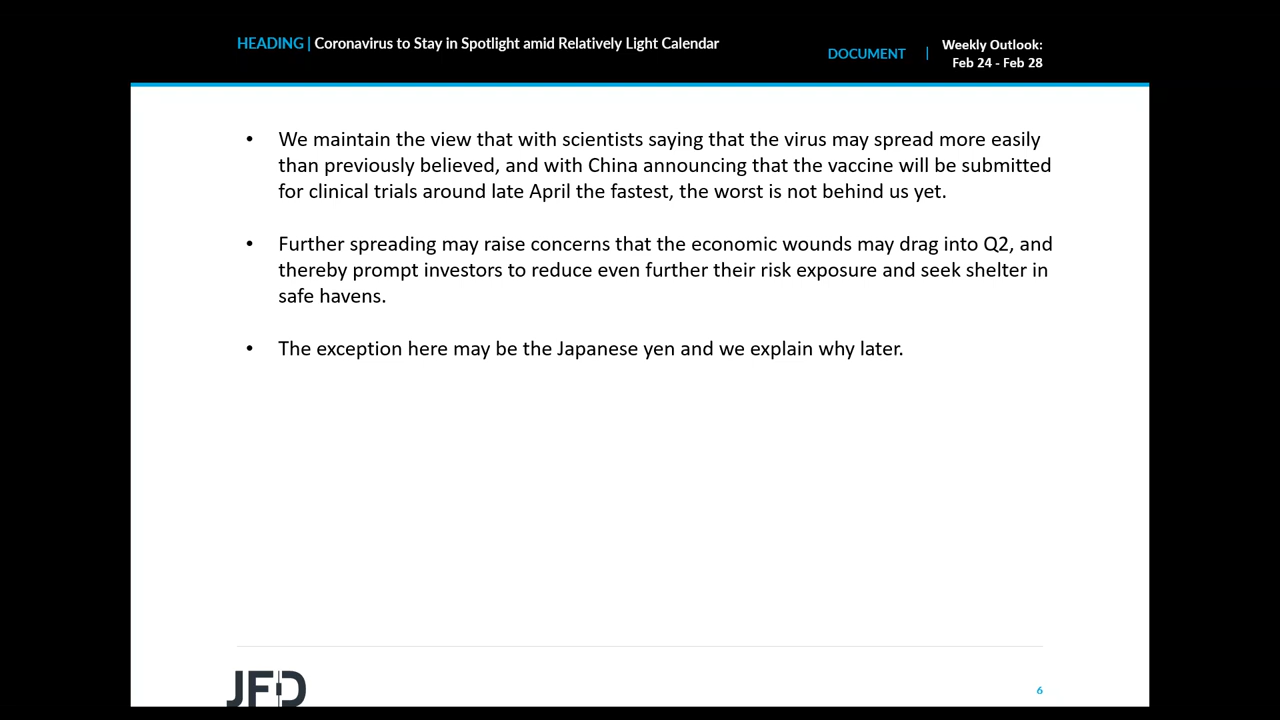 HEADING | Coronavirus to Stay in Spotlight amid Relatively Light Calendar
DOCUMENT | Weekly Outlook:
Feb 24 - Feb 28
• We maintain the view that with scientists saying that the virus may spread more easily
than previously believed, and with China announcing that the vaccine will be submitted
for clinical trials around late April the fastest, the worst is not behind us yet.
• Further spreading may raise concerns that the economic wounds may drag into Q2, and
thereby prompt investors to reduce even further their risk exposure and seek shelter in
safe havens.
• The exception here may be the Japanese yen and we explain why later.
JFD
6